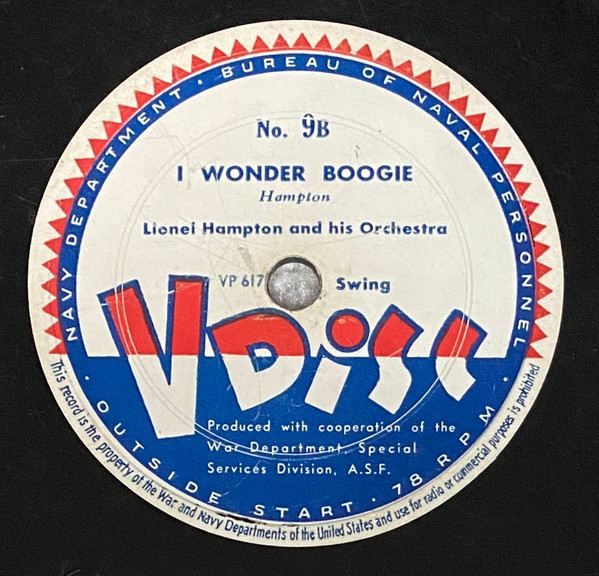 NAVY DEPARTMENT · BUREAU OF NAVAL PERSONNEL
No. 9B
I WONDER BOOGIE
Hampton
Lionel Hampton and his Orchestra
VP 617 Swing
V Disc
Produced with cooperation of the
War Department, Special
Services Division, A.S.F.
· OUTSIDE START · 78 RPM ·
This record is the property of the War and Navy Departments of the United States and use for radio or commercial purposes is prohibited